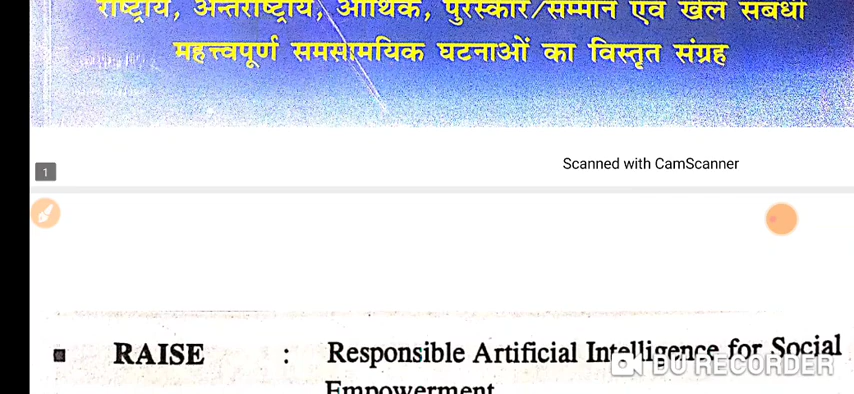 राष्ट्रीय, अन्तर्राष्ट्रीय, आर्थिक, पुरस्कार/सम्मान एवं खेल संबंधी
महत्त्वपूर्ण समसामयिक घटनाओं का विस्तृत संग्रह
1
Scanned with CamScanner
RAISE : Responsible Artificial Intelligence for Social
Empowerment
DU RECORDER